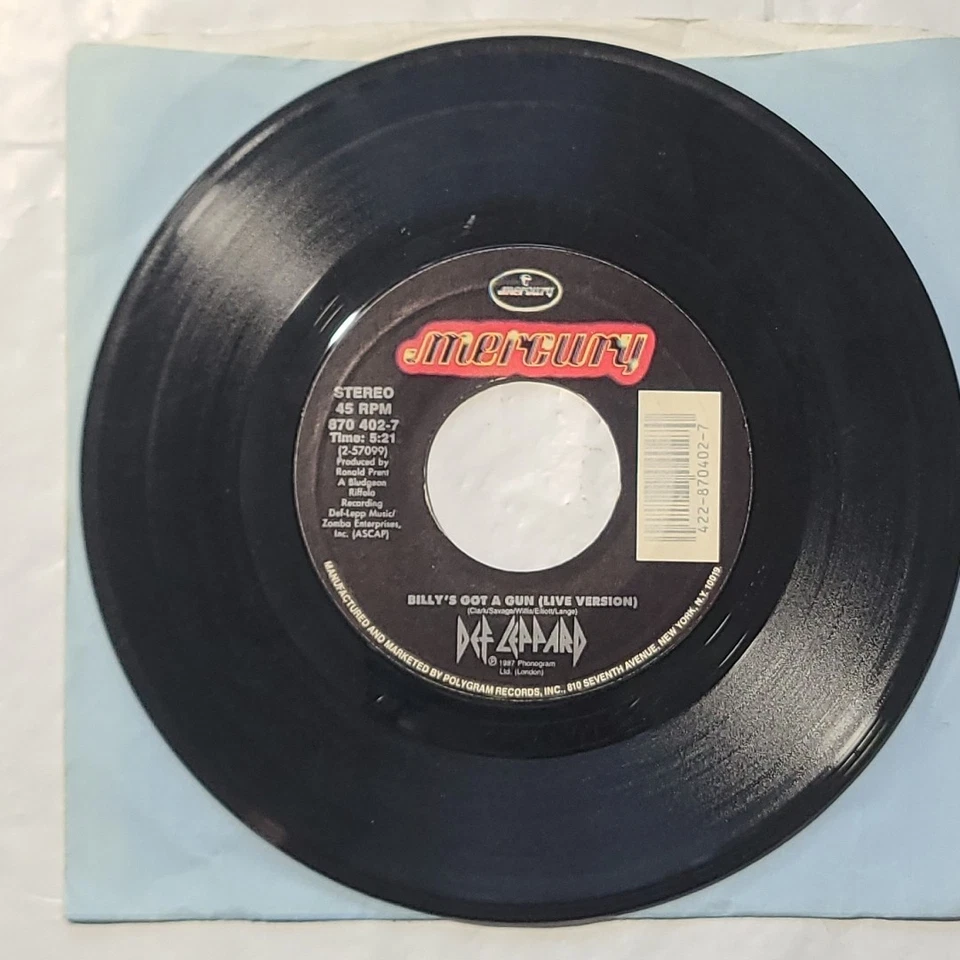 mercury
mercury
STEREO
45 RPM
870 402-7
Time: 5:21
(2-57099)
Produced by
Ronald Prent
A Bludgeon
Riffola
Recording
Def-Lepp Music/
Zomba Enterprises,
Inc. (ASCAP)
422-870402-7
BILLY'S GOT A GUN (LIVE VERSION)
(Clark/Savage/Willis/Elliott/Lange)
DEF LEPPARD
℗ 1987 Phonogram
Ltd. (London)
MANUFACTURED AND MARKETED BY POLYGRAM RECORDS, INC., 810 SEVENTH AVENUE, NEW YORK, N.Y. 10019